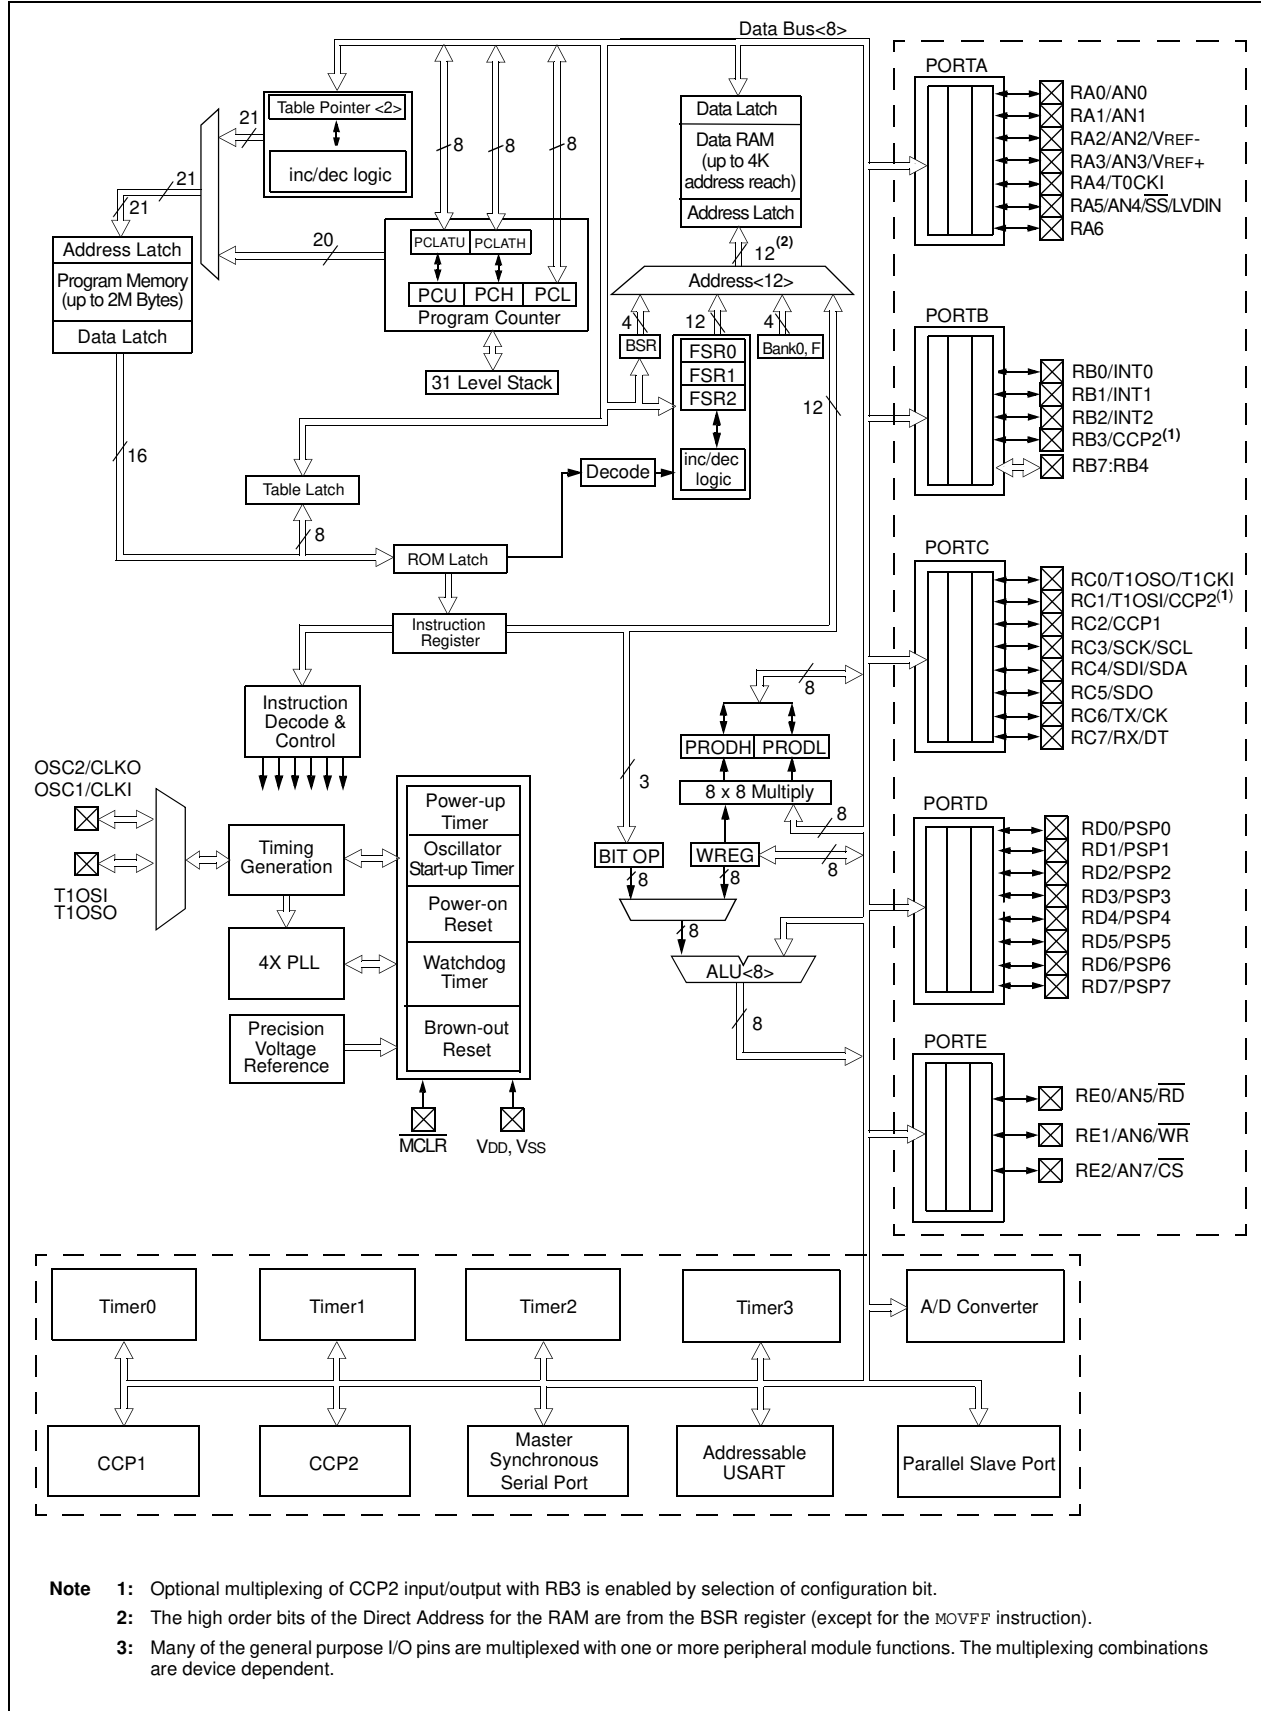 Data Bus<8>
PORTA
Table Pointer <2>
Data Latch
RA0/AN0
21
RA1/AN1
8
8
8
Data RAM
(up to 4K
address reach)
RA2/AN2/VREF-
RA3/AN3/VREF+
inc/dec logic
21
RA4/T0CKI
21
Address Latch
RA5/AN4/SS/LVDIN
RA6
20
PCLATU
PCLATH
12(2)
Address Latch
Program Memory
(up to 2M Bytes)
Data Latch
Address<12>
PCU
PCH
PCL
Program Counter
4
12
4
PORTB
BSR
FSR0
FSR1
FSR2
Bank0, F
31 Level Stack
12
RB0/INT0
RB1/INT1
RB2/INT2
RB3/CCP2(1)
RB7:RB4
16
Decode
inc/dec
logic
Table Latch
8
ROM Latch
PORTC
RC0/T1OSO/T1CKI
RC1/T1OSI/CCP2(1)
RC2/CCP1
RC3/SCK/SCL
RC4/SDI/SDA
RC5/SDO
RC6/TX/CK
RC7/RX/DT
Instruction
Register
8
Instruction
Decode &
Control
PRODH
PRODL
OSC2/CLKO
OSC1/CLKI
3
8 x 8 Multiply
8
PORTD
Power-up
Timer
RD0/PSP0
RD1/PSP1
RD2/PSP2
RD3/PSP3
RD4/PSP4
RD5/PSP5
RD6/PSP6
RD7/PSP7
Timing
Generation
Oscillator
Start-up Timer
BIT OP
WREG
8
8
8
T1OSI
T1OSO
Power-on
Reset
8
4X PLL
Watchdog
Timer
ALU<8>
8
Precision
Voltage
Reference
Brown-out
Reset
PORTE
RE0/AN5/RD
RE1/AN6/WR
RE2/AN7/CS
MCLR
VDD, VSS
Timer0
Timer1
Timer2
Timer3
A/D Converter
CCP1
CCP2
Master
Synchronous
Serial Port
Addressable
USART
Parallel Slave Port
Note 1: Optional multiplexing of CCP2 input/output with RB3 is enabled by selection of configuration bit.
2: The high order bits of the Direct Address for the RAM are from the BSR register (except for the MOVFF instruction).
3: Many of the general purpose I/O pins are multiplexed with one or more peripheral module functions. The multiplexing combinations
are device dependent.